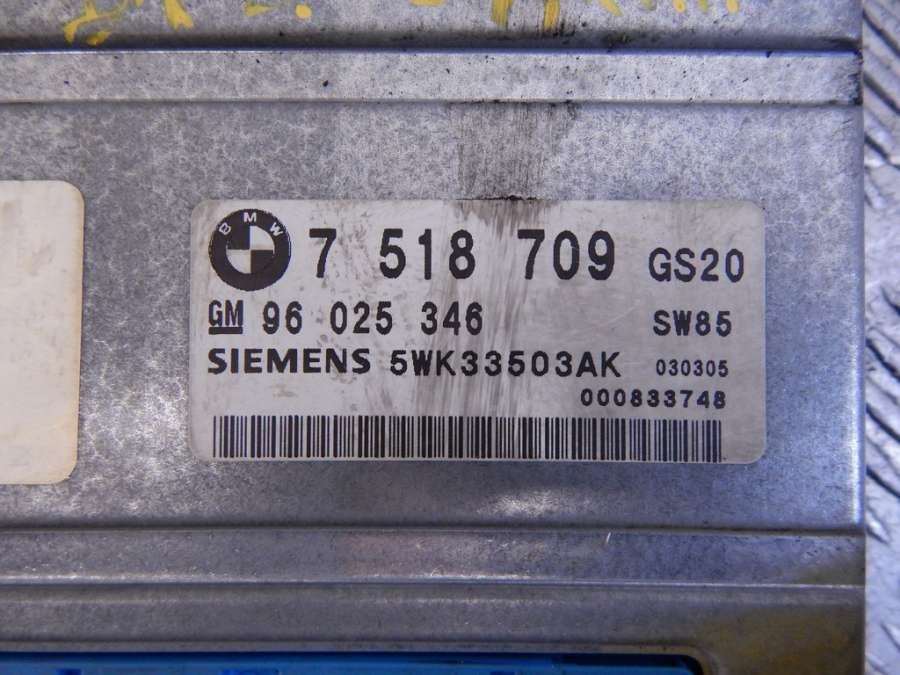 BMW 7 518 709 GS20
GM 96 025 346 SW85
SIEMENS 5WK33503AK 030305
000833748